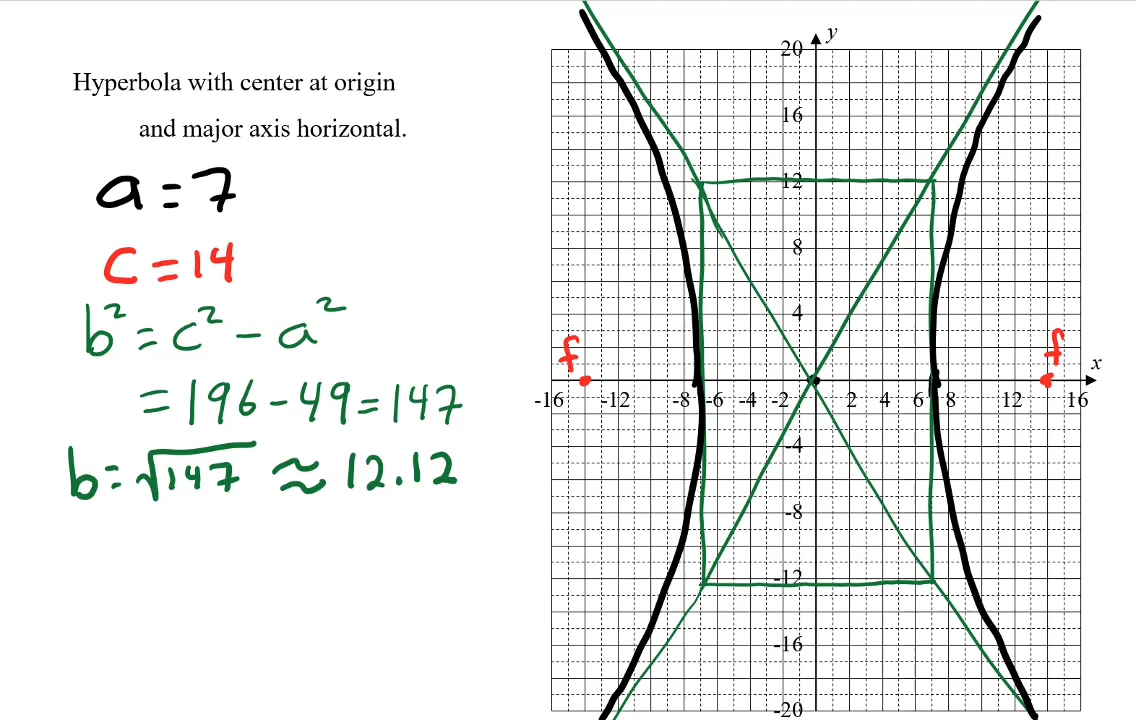 Hyperbola with center at origin
and major axis horizontal.
a = 7
c = 14
b² = c² - a²
= 196 - 49 = 147
b = √147 ≈ 12.12
y
20
16
12
8
4
f f x
-16 -12 -8 -6 -4 -2 2 4 6 8 12 16
-4
-8
-12
-16
-20